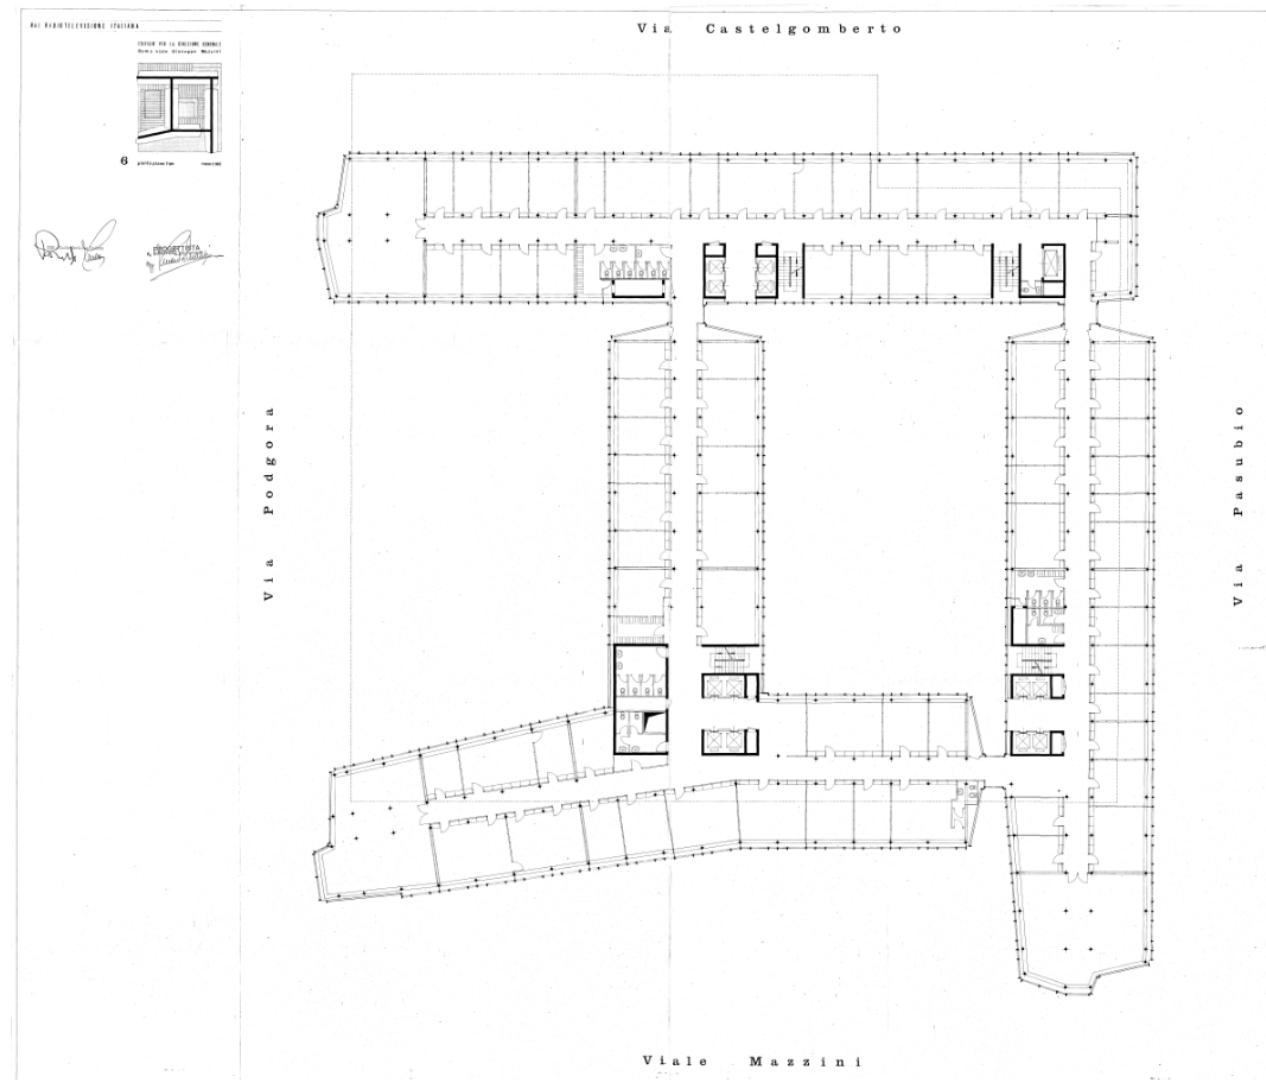 RAI RADIOTELEVISIONE ITALIANA
EDIFICIO PER LA DIREZIONE GENERALE
Roma viale Giuseppe Mazzini
6
PROGETTISTA
Via Castelgomberto
Via Podgora
Via Pasubio
Viale Mazzini